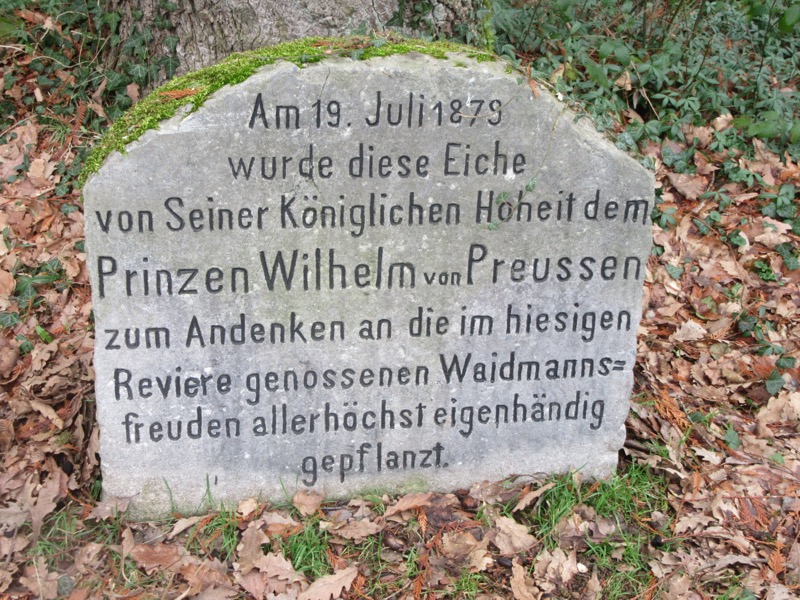 Am 19. Juli 1879
wurde diese Eiche
von Seiner Königlichen Hoheit dem
Prinzen Wilhelm von Preussen
zum Andenken an die im hiesigen
Reviere genossenen Waidmanns=
freuden allerhöchst eigenhändig
gepflanzt.